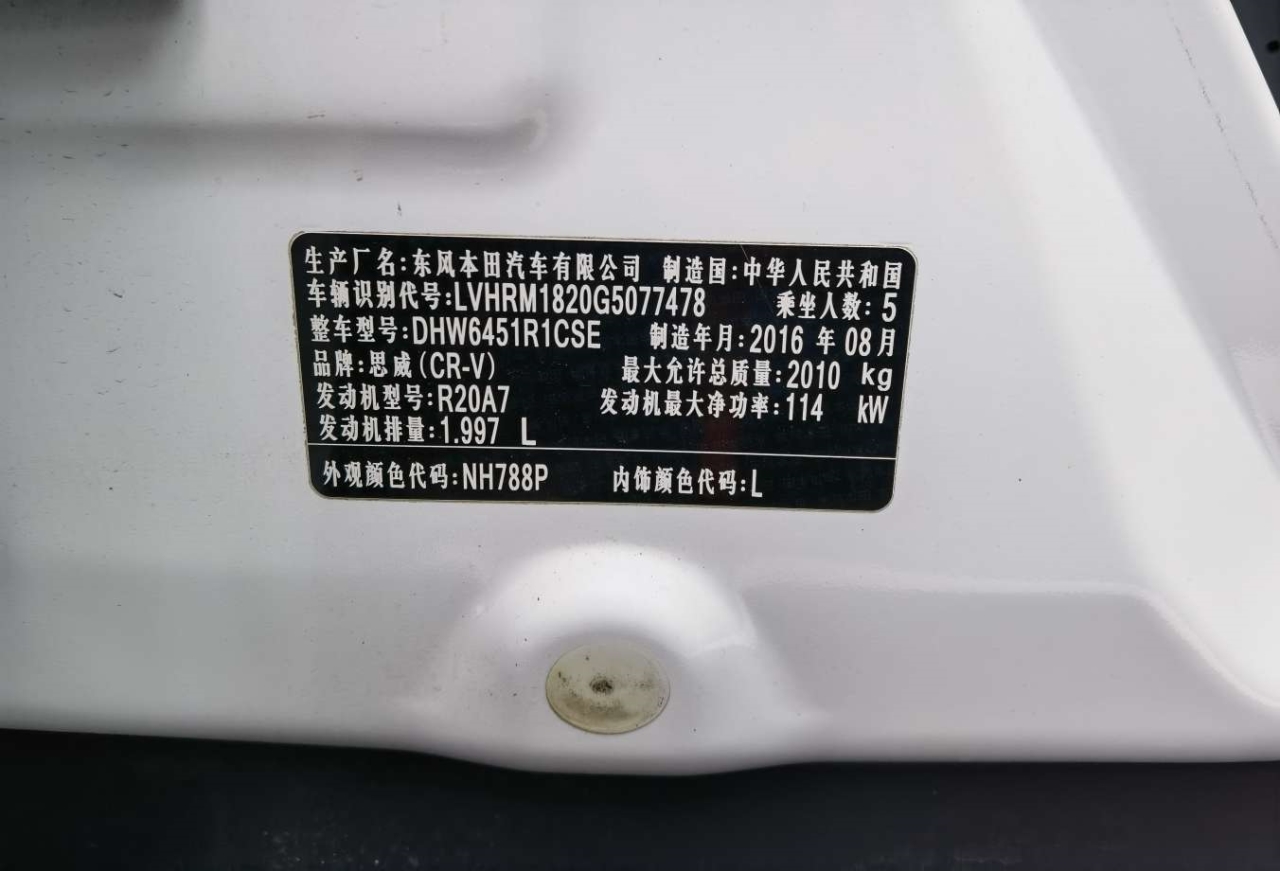 生产厂名:东风本田汽车有限公司 制造国:中华人民共和国
车辆识别代号:LVHRM1820G5077478 乘坐人数:5
整车型号:DHW6451R1CSE 制造年月:2016 年 08 月
品牌:思威(CR-V) 最大允许总质量:2010 kg
发动机型号:R20A7 发动机最大净功率:114 kW
发动机排量:1.997 L
外观颜色代码:NH788P 内饰颜色代码:L